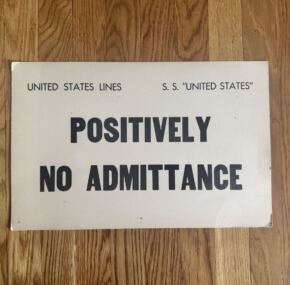 UNITED STATES LINES S. S. "UNITED STATES"
POSITIVELY
NO ADMITTANCE